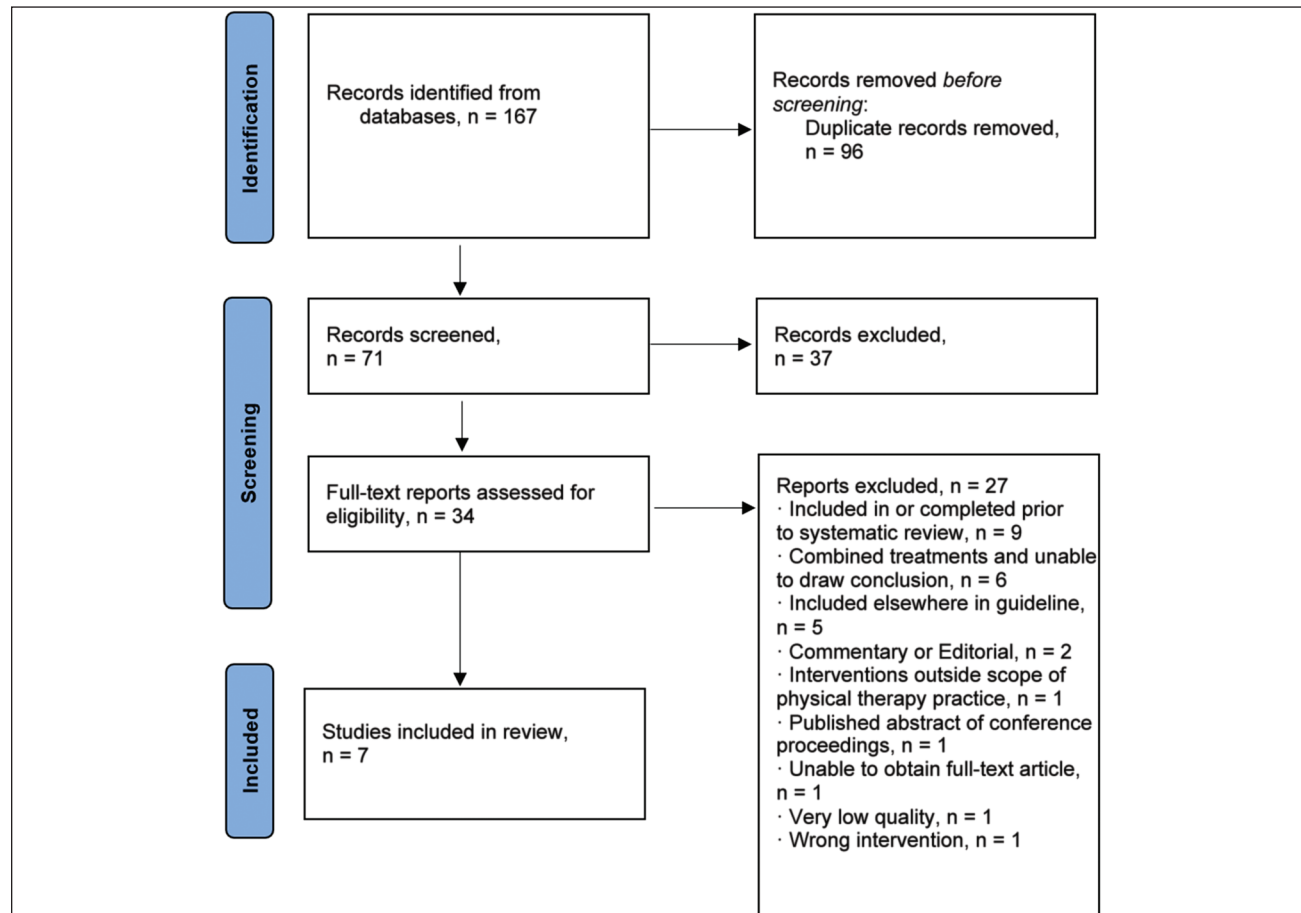 Identification
Records identified from
databases, n = 167
Records removed before
screening:
Duplicate records removed,
n = 96
Screening
Records screened,
n = 71
Records excluded,
n = 37
Full-text reports assessed for
eligibility, n = 34
Reports excluded, n = 27
· Included in or completed prior
to systematic review, n = 9
· Combined treatments and unable
to draw conclusion, n = 6
· Included elsewhere in guideline,
n = 5
· Commentary or Editorial, n = 2
· Interventions outside scope of
physical therapy practice, n = 1
· Published abstract of conference
proceedings, n = 1
· Unable to obtain full-text article,
n = 1
· Very low quality, n = 1
· Wrong intervention, n = 1
Included
Studies included in review,
n = 7